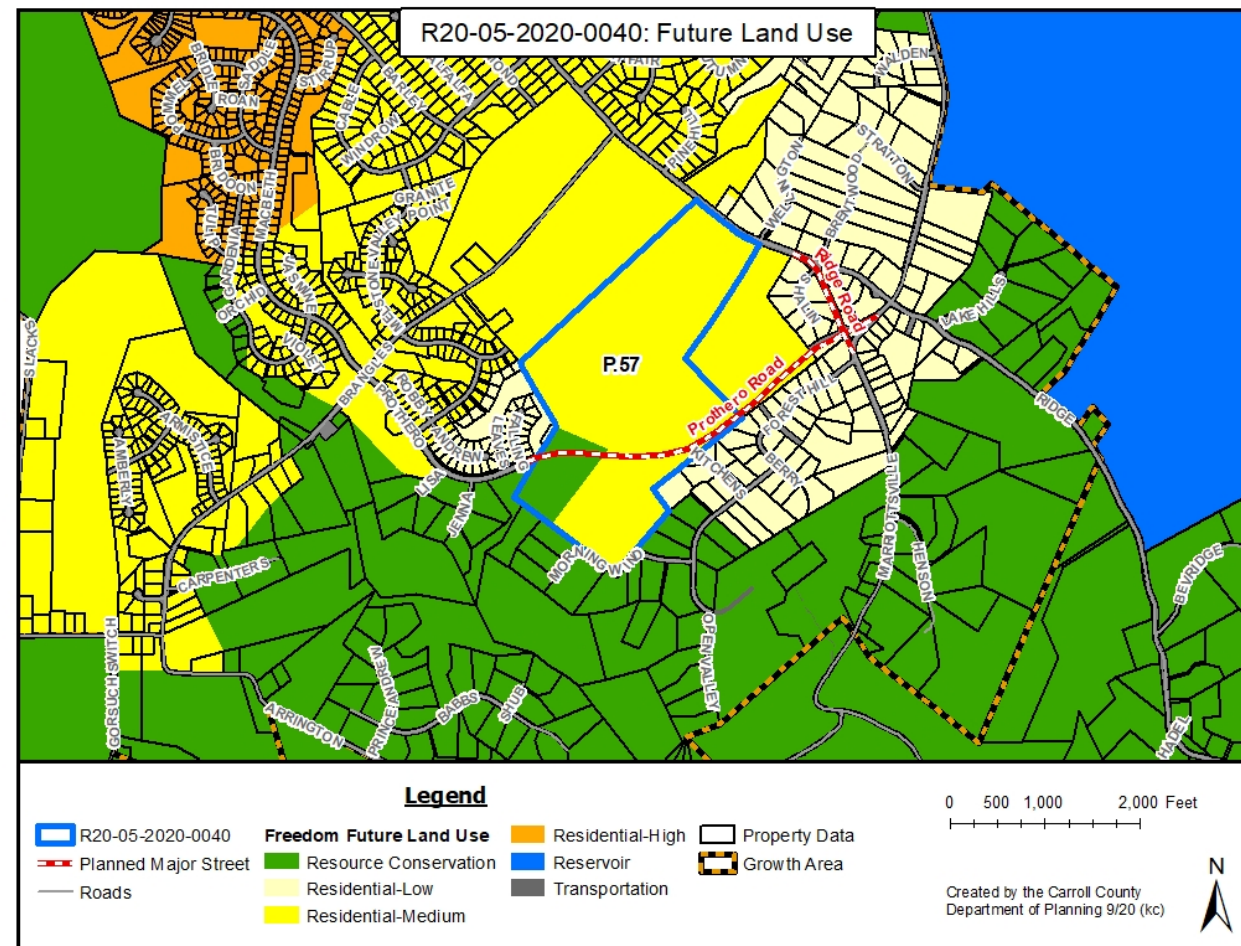 R20-05-2020-0040: Future Land Use
BRIDLE
SADDLE
STIRRUP
POMMEL
ROAN
BRIDOON
TULIP
GARDENIA
MACBETH
ORCHID
JASMINE
VIOLET
CABLE
BARLEY
ALFALFA
WINDROW
GRANITE
POINT
MILESTONE
VALLEY
PINEHILL
WELLINGTON
BRENTWOOD
STRATTON
WALDEN
Ridge Road
LAKE HILLS
RIDGE
P.57
Prothero Road
FOREST HILL
BERRY
KITCHENS
MARRIOTTSVILLE
HENSON
BEVRIDGE
HADEL
SLACKS
BRANGLES
PROTHERO
ROBBY
ANDREW
FALLING
LEAVES
LISA
JENNA
ARMISTICE
AMBERLY
CARPENTERS
MORNING WIND
OPEN VALLEY
GORSUCH SWITCH
ARRINGTON
PRINCE ANDREW
BABBS
SHUB
Legend
R20-05-2020-0040
Planned Major Street
Roads
Freedom Future Land Use
Resource Conservation
Residential-Low
Residential-Medium
Residential-High
Reservoir
Transportation
Property Data
Growth Area
0 500 1,000 2,000 Feet
N
Created by the Carroll County
Department of Planning 9/20 (kc)